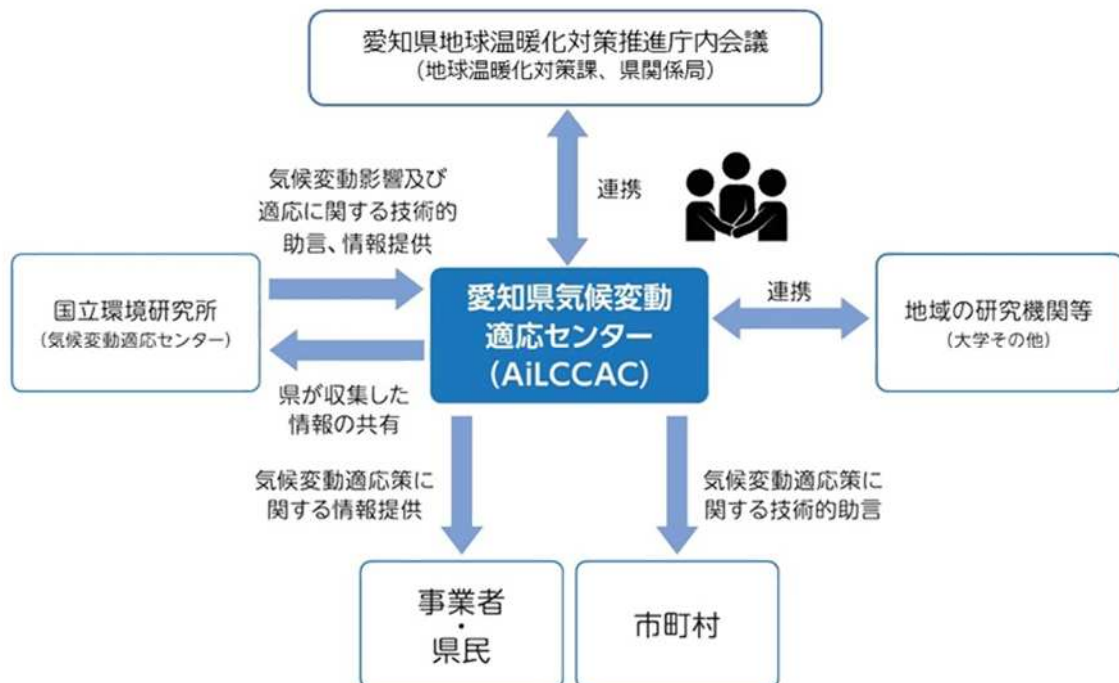 愛知県地球温暖化対策推進庁内会議
（地球温暖化対策課、県関係局）
連携
気候変動影響及び
適応に関する技術的
助言、情報提供
国立環境研究所
（気候変動適応センター）
愛知県気候変動
適応センター
（AiLCCAC）
連携
地域の研究機関等
（大学その他）
県が収集した
情報の共有
気候変動適応策に
関する情報提供
気候変動適応策に
関する技術的助言
事業者
・
県民
市町村